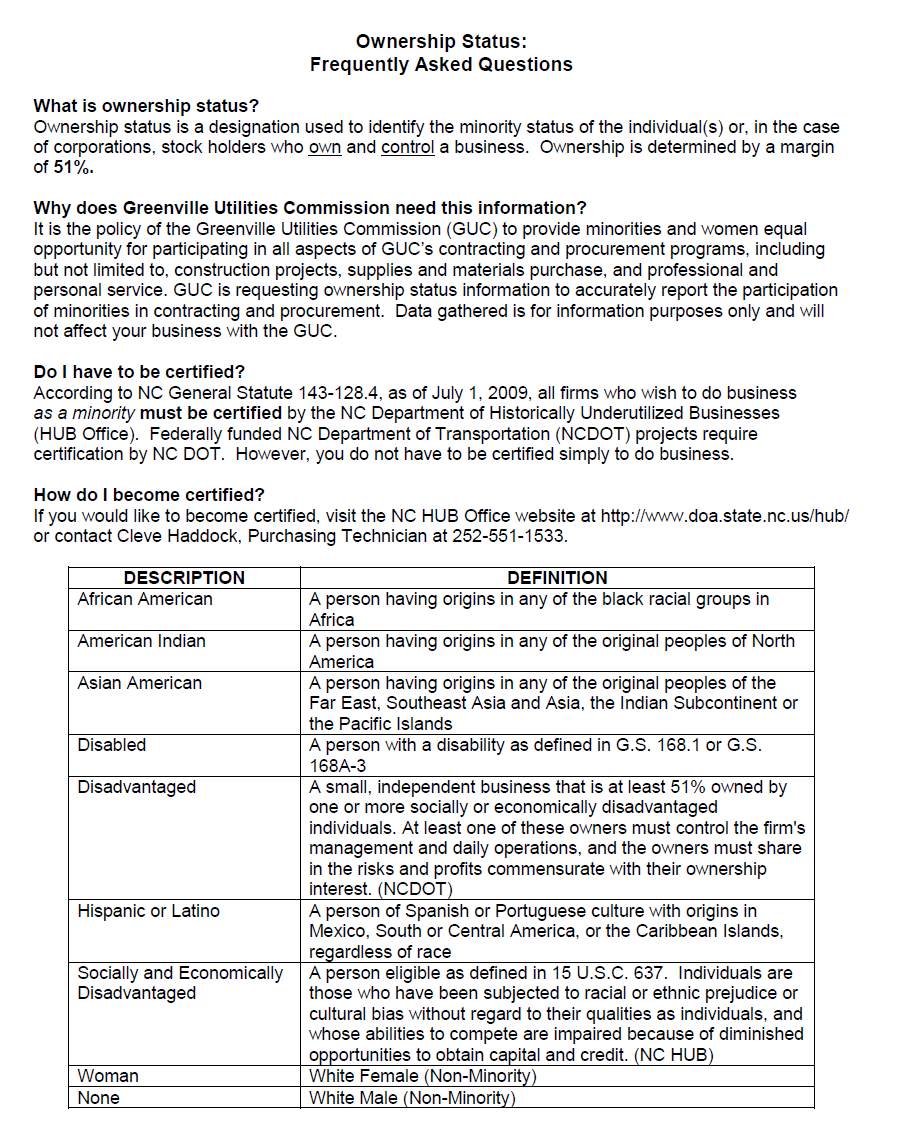 Ownership Status:
Frequently Asked Questions
What is ownership status?
Ownership status is a designation used to identify the minority status of the individual(s) or, in the case
of corporations, stock holders who own and control a business.  Ownership is determined by a margin
of 51%.
Why does Greenville Utilities Commission need this information?
It is the policy of the Greenville Utilities Commission (GUC) to provide minorities and women equal
opportunity for participating in all aspects of GUC's contracting and procurement programs, including
but not limited to, construction projects, supplies and materials purchase, and professional and
personal service. GUC is requesting ownership status information to accurately report the participation
of minorities in contracting and procurement.  Data gathered is for information purposes only and will
not affect your business with the GUC.
Do I have to be certified?
According to NC General Statute 143-128.4, as of July 1, 2009, all firms who wish to do business
as a minority must be certified by the NC Department of Historically Underutilized Businesses
(HUB Office).  Federally funded NC Department of Transportation (NCDOT) projects require
certification by NC DOT.  However, you do not have to be certified simply to do business.
How do I become certified?
If you would like to become certified, visit the NC HUB Office website at http://www.doa.state.nc.us/hub/
or contact Cleve Haddock, Purchasing Technician at 252-551-1533.
DESCRIPTION DEFINITION
African American A person having origins in any of the black racial groups in
Africa
American Indian A person having origins in any of the original peoples of North
America
Asian American A person having origins in any of the original peoples of the
Far East, Southeast Asia and Asia, the Indian Subcontinent or
the Pacific Islands
Disabled A person with a disability as defined in G.S. 168.1 or G.S.
168A-3
Disadvantaged A small, independent business that is at least 51% owned by
one or more socially or economically disadvantaged
individuals. At least one of these owners must control the firm's
management and daily operations, and the owners must share
in the risks and profits commensurate with their ownership
interest. (NCDOT)
Hispanic or Latino A person of Spanish or Portuguese culture with origins in
Mexico, South or Central America, or the Caribbean Islands,
regardless of race
Socially and Economically A person eligible as defined in 15 U.S.C. 637.  Individuals are
Disadvantaged those who have been subjected to racial or ethnic prejudice or
cultural bias without regard to their qualities as individuals, and
whose abilities to compete are impaired because of diminished
opportunities to obtain capital and credit. (NC HUB)
Woman White Female (Non-Minority)
None White Male (Non-Minority)